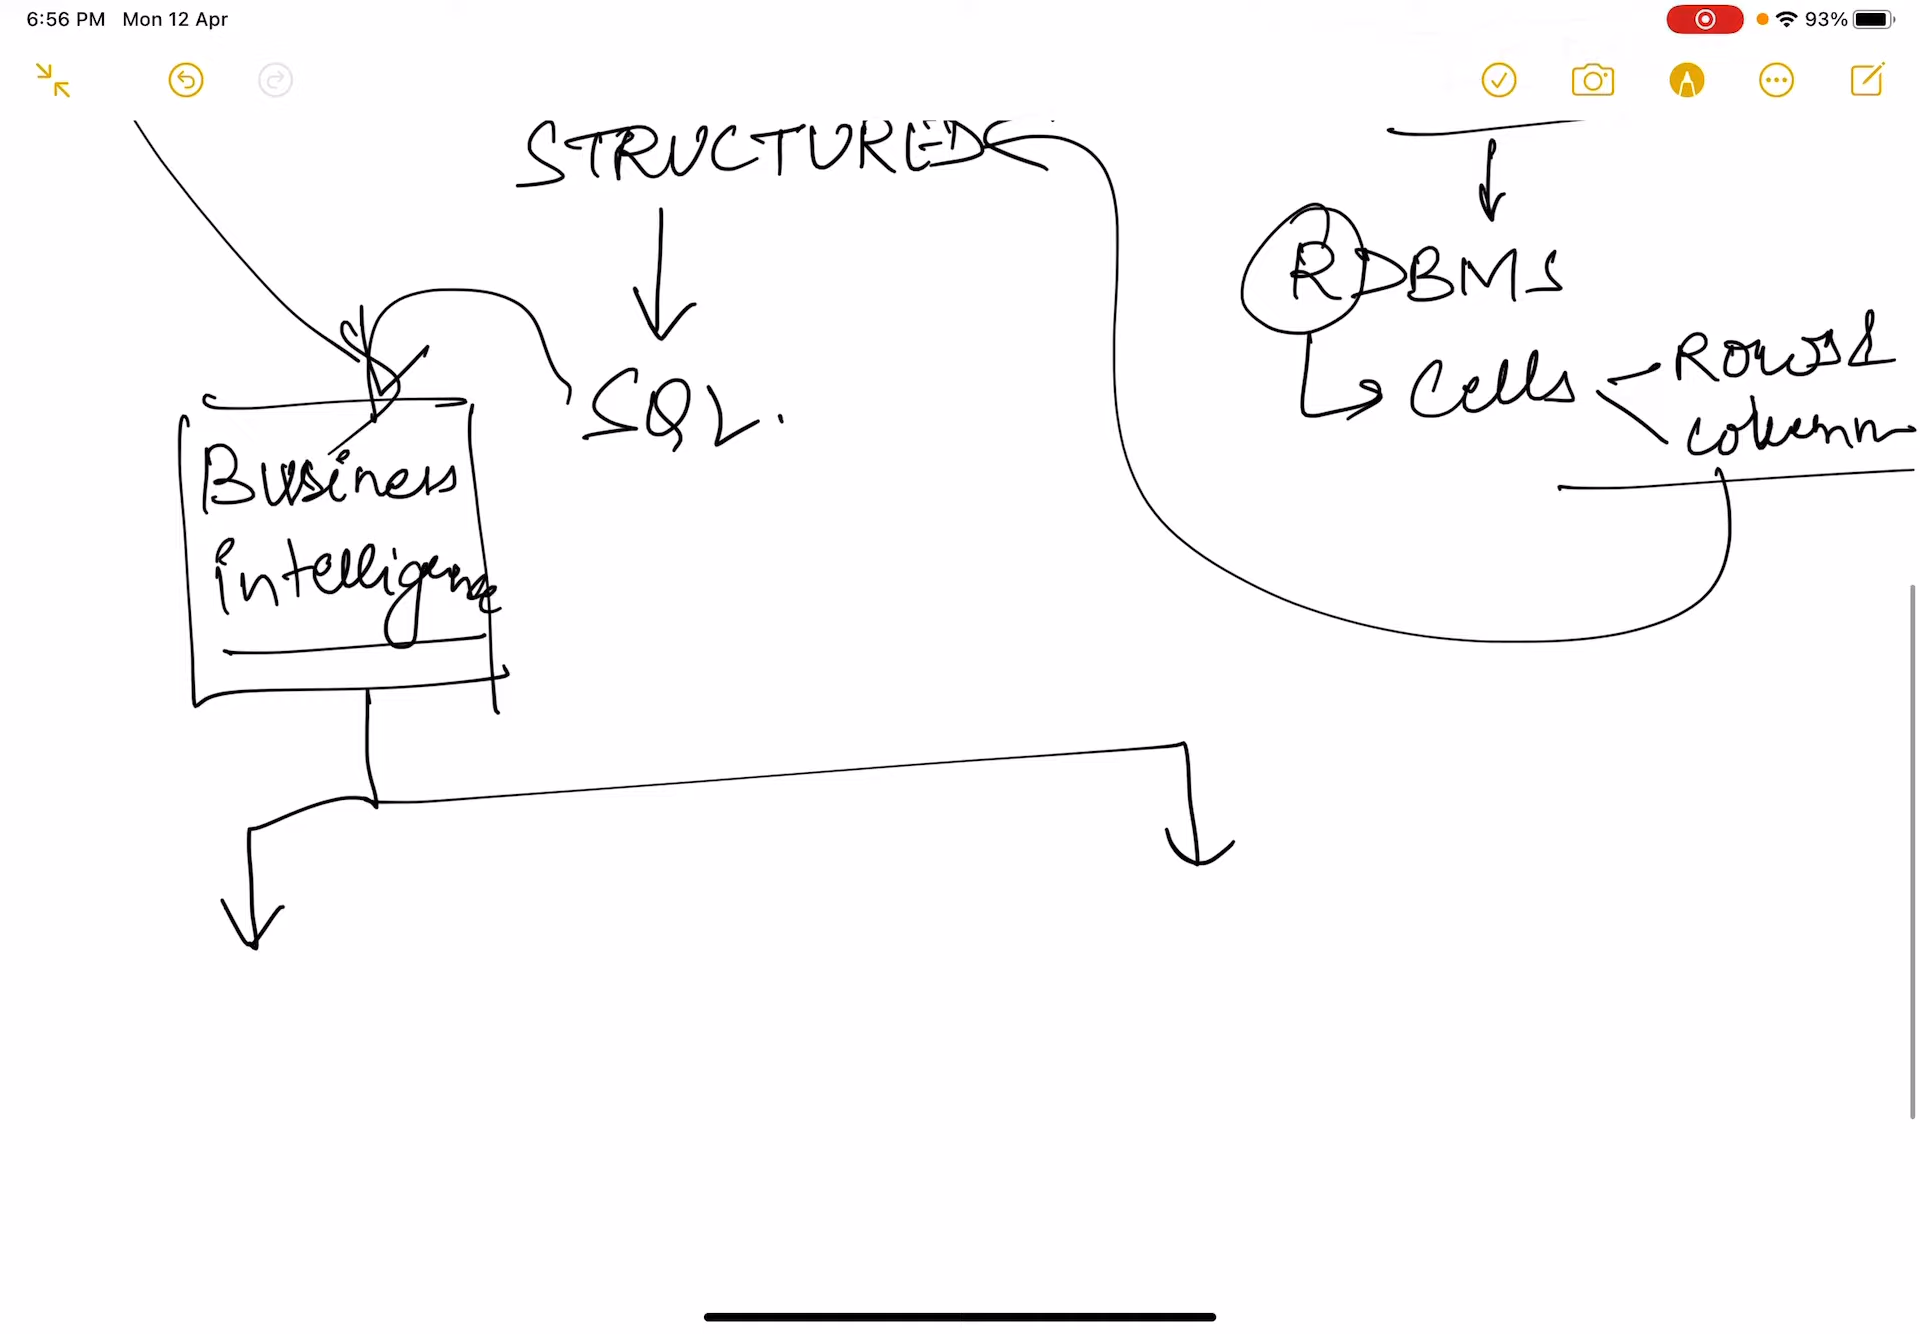 6:56 PM Mon 12 Apr
93%
STRUCTURED
RDBMS
Cells
Rows &
column
SQL.
Business
intelligence